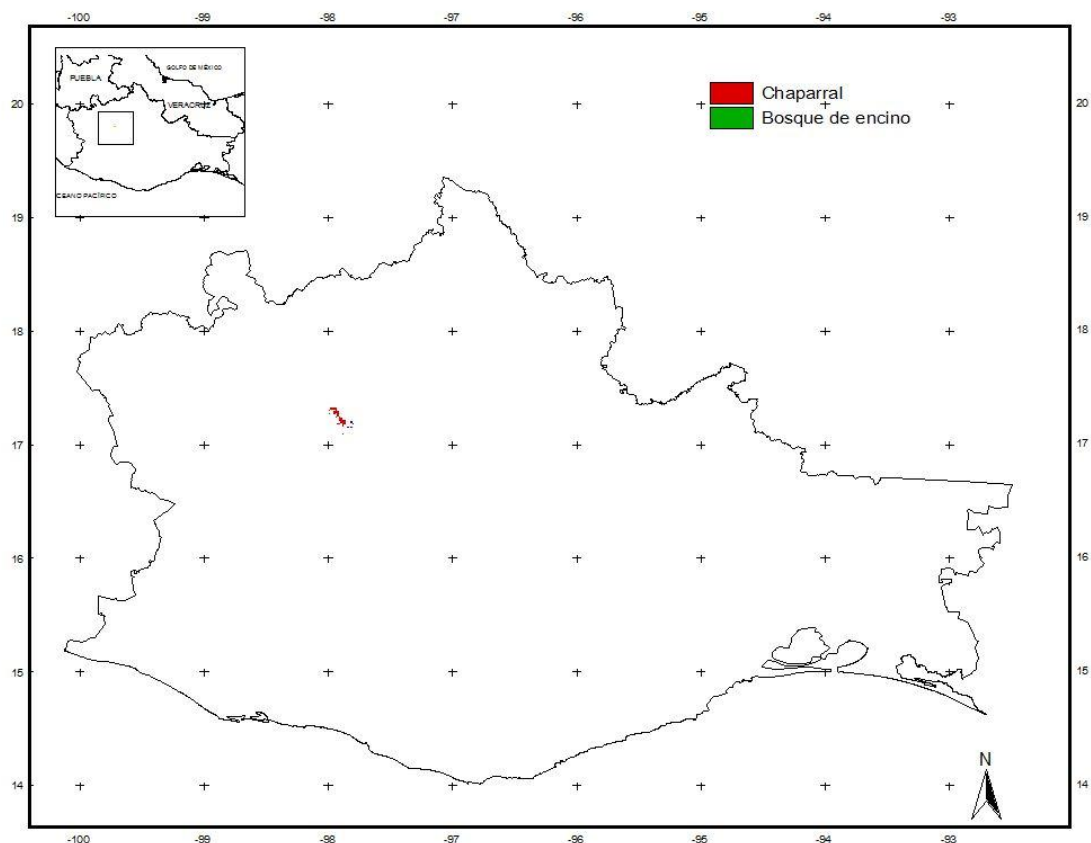 -100 -99 -98 -97 -96 -95 -94 -93
GOLFO DE MÉXICO
PUEBLA
VERACRUZ
CEANO PACÍFICO
Chaparral
Bosque de encino
20 20
19 19
18 18
17 17
16 16
15 15
14 14
N
-100 -99 -98 -97 -96 -95 -94 -93